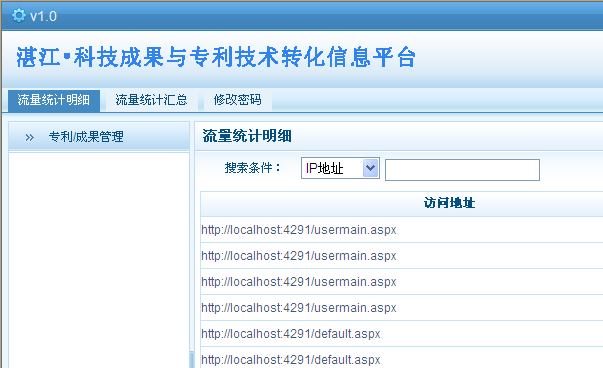 v1.0
湛江•科技成果与专利技术转化信息平台
流量统计明细 流量统计汇总 修改密码
» 专利/成果管理
流量统计明细
搜索条件： IP地址
访问地址
http://localhost:4291/usermain.aspx
http://localhost:4291/usermain.aspx
http://localhost:4291/usermain.aspx
http://localhost:4291/usermain.aspx
http://localhost:4291/default.aspx
http://localhost:4291/default.aspx